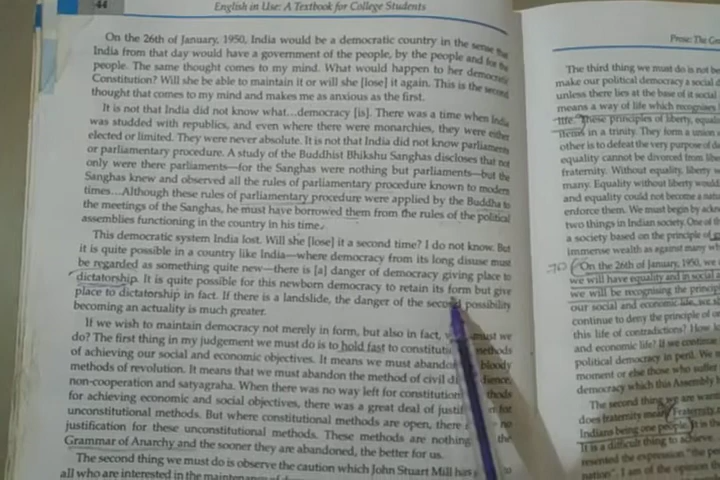 44
English in Use: A Textbook for College Students
On the 26th of January, 1950, India would be a democratic country in the sense that
India from that day would have a government of the people, by the people and for the
people. The same thought comes to my mind. What would happen to her democratic
Constitution? Will she be able to maintain it or will she [lose] it again. This is the second
thought that comes to my mind and makes me as anxious as the first.
It is not that India did not know what...democracy [is]. There was a time when India
was studded with republics, and even where there were monarchies, they were either
elected or limited. They were never absolute. It is not that India did not know parliaments
or parliamentary procedure. A study of the Buddhist Bhikshu Sanghas discloses that not
only were there parliaments—for the Sanghas were nothing but parliaments—but the
Sanghas knew and observed all the rules of parliamentary procedure known to modern
times...Although these rules of parliamentary procedure were applied by the Buddha to
the meetings of the Sanghas, he must have borrowed them from the rules of the political
assemblies functioning in the country in his time.
This democratic system India lost. Will she [lose] it a second time? I do not know. But
it is quite possible in a country like India—where democracy from its long disuse must
be regarded as something quite new—there is [a] danger of democracy giving place to
dictatorship. It is quite possible for this newborn democracy to retain its form but give
place to dictatorship in fact. If there is a landslide, the danger of the second possibility
becoming an actuality is much greater.
If we wish to maintain democracy not merely in form, but also in fact, must we
do? The first thing in my judgement we must do is to hold fast to methods
of achieving our social and economic objectives. It means we must bloody
methods of revolution. It means that we must abandon the method of civil
non-cooperation and satyagraha. When there was no way left for
for achieving economic and social objectives, there was a great deal of for
unconstitutional methods. But where constitutional methods are open, there no
justification for these unconstitutional methods. These methods are nothing the
Grammar of Anarchy and the sooner they are abandoned, the better for us.
The second thing we must do is observe the caution which John Stuart Mill has to
all who are interested in the
Prose: The
The third thing we must do is not be
make our political democracy a social
unless there lies at the base of it social
means a way of life which recognises
life. These principles of liberty,
items in a trinity. They form a union
other is to defeat the very purpose of
equality cannot be divorced from
fraternity. Without equality, liberty
many. Equality without liberty would
and equality could not become a
enforce them. We must begin by
two things in Indian society. One of
a society based on the principle of
immense wealth as against many
On the 26th of January, 1950, we
we will have equality and in social
we will be recognising the
our social and economic life, we
continue to deny the principle of
this life of contradictions? How
and economic life? If we continue
political democracy in peril. We
moment or else those who suffer
democracy which this Assembly
The second thing we are
does fraternity mean? Fraternity
Indians being one people. It is
It is a difficult thing to achieve.
resented the expression "the
nation". I am of the opinion